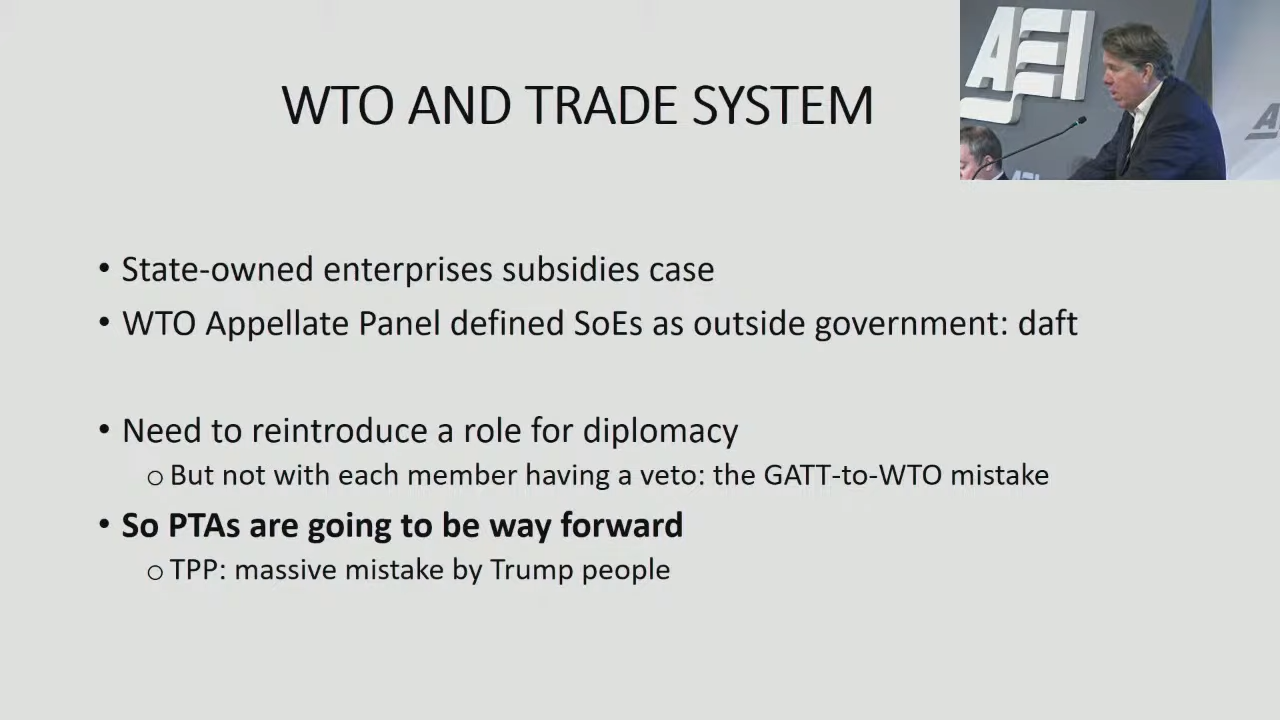 WTO AND TRADE SYSTEM
AEI
A
AEI
• State-owned enterprises subsidies case
• WTO Appellate Panel defined SoEs as outside government: daft
• Need to reintroduce a role for diplomacy
o But not with each member having a veto: the GATT-to-WTO mistake
• So PTAs are going to be way forward
o TPP: massive mistake by Trump people